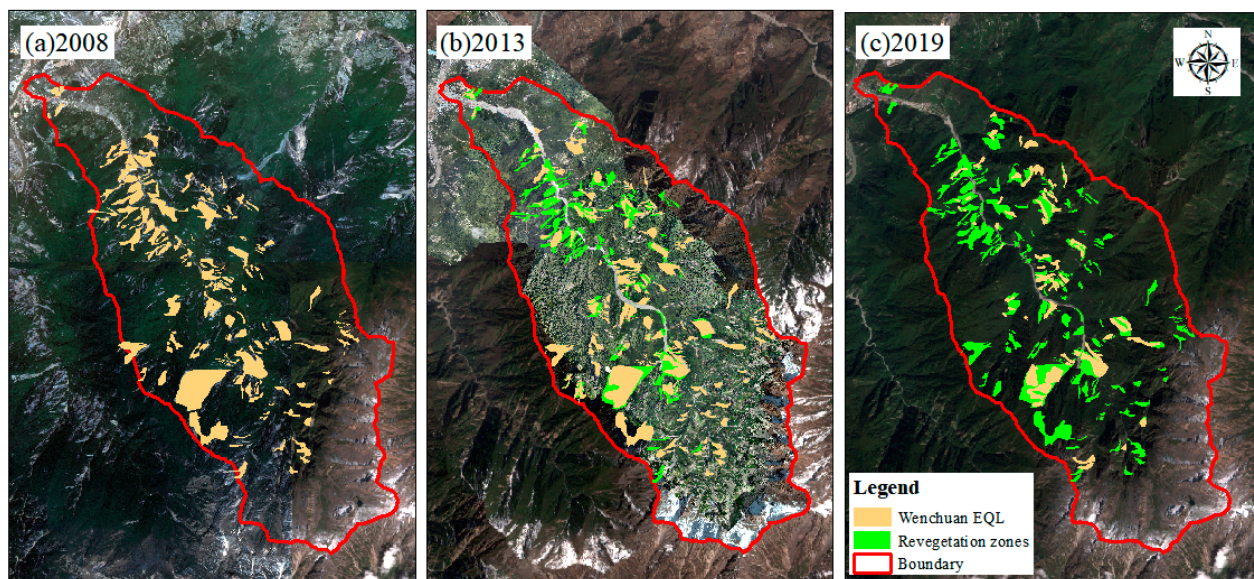 (a)2008
(b)2013
(c)2019
N
W E
S
Legend
Wenchuan EQL
Revegetation zones
Boundary